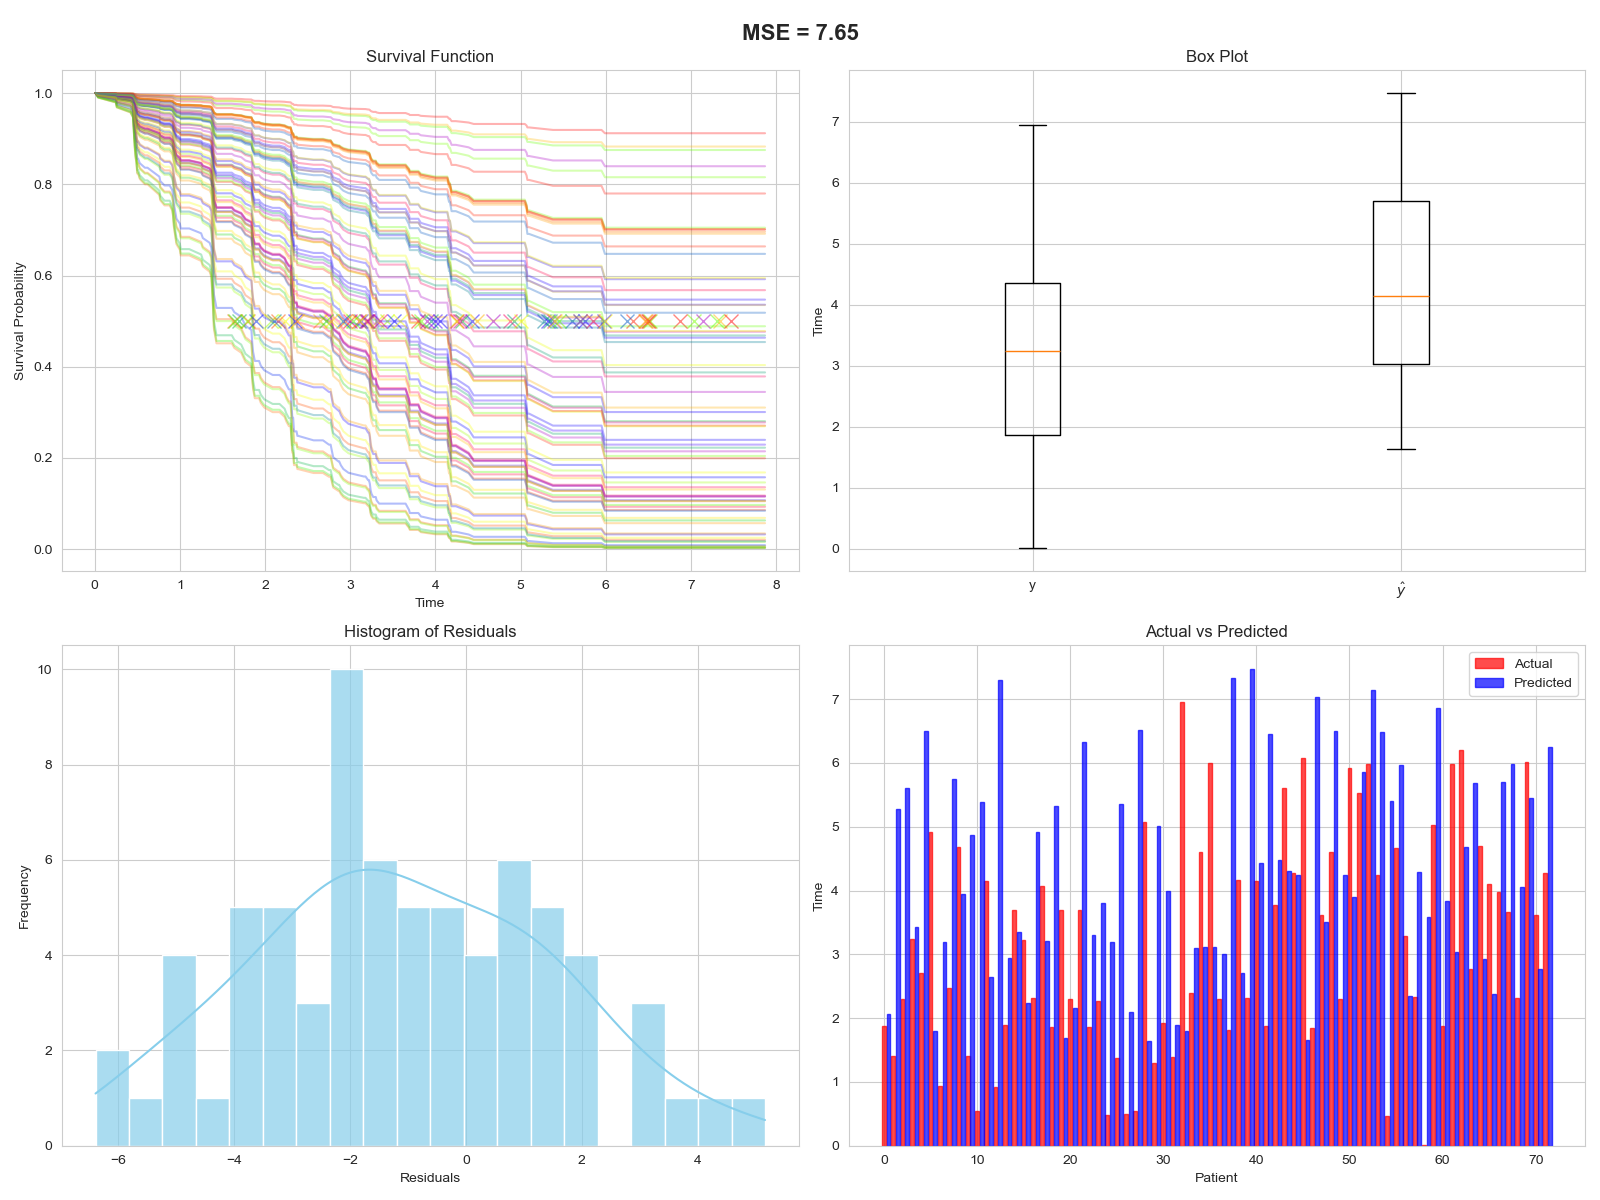 MSE = 7.65
Survival Function
1.0
0.8
0.6
0.4
0.2
0.0
Survival Probability
0 1 2 3 4 5 6 7 8
Time
Box Plot
7
6
5
4
3
2
1
0
Time
y ŷ
Histogram of Residuals
10
8
6
4
2
0
Frequency
−6 −4 −2 0 2 4
Residuals
Actual vs Predicted
Actual
Predicted
7
6
5
4
3
2
1
0
Time
0 10 20 30 40 50 60 70
Patient